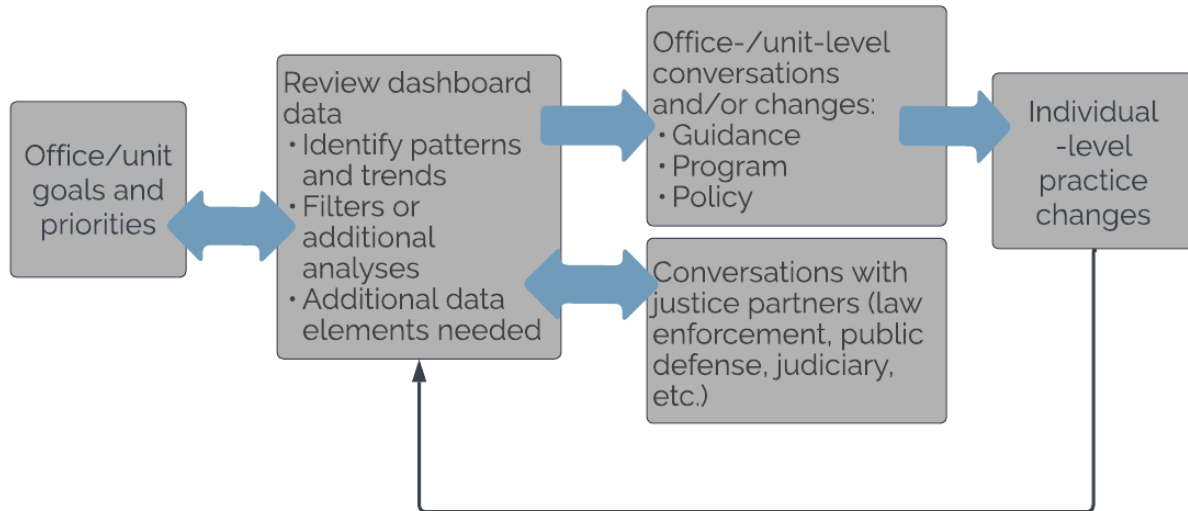 Office/unit
goals and
priorities
Review dashboard
data
• Identify patterns
and trends
• Filters or
additional
analyses
• Additional data
elements needed
Office-/unit-level
conversations
and/or changes:
• Guidance
• Program
• Policy
Conversations with
justice partners (law
enforcement, public
defense, judiciary,
etc.)
Individual
-level
practice
changes